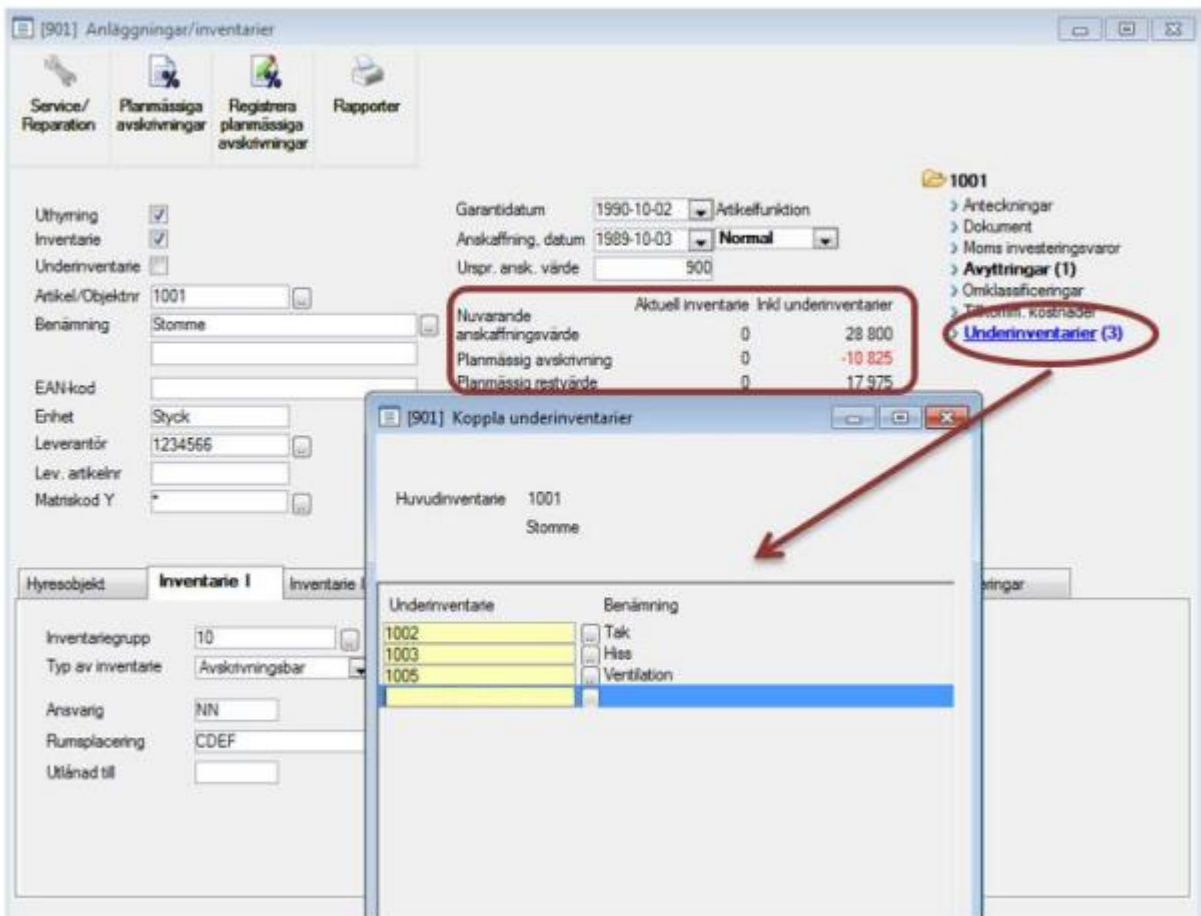 [901] Anläggningar/inventarier
Service/ Reparation
Planmässiga avskrivningar
Registrera planmässiga avskrivningar
Rapporter
Uthyrning
Inventarie
Underinventarie
Artikel/Objektnr 1001
Benämning Stomme
EAN-kod
Enhet Styck
Leverantör 1234566
Lev. artikelnr
Matriskod Y *
Garantidatum 1990-10-02 Artikelfunktion
Anskaffning, datum 1989-10-03 Normal
Urspr. ansk. värde 900
Aktuell inventarie Inkl underinventarier
Nuvarande
anskaffningsvärde 0 28 800
Planmässig avskrivning 0 -10 825
Planmässig restvärde 0 17 975
1001
Anteckningar
Dokument
Moms investeringsvaror
Avyttringar (1)
Omklassificeringar
Tillkomm. kostnader
Underinventarier (3)
Hyresobjekt
Inventarie I
Inventarie I
eringar
Inventariegrupp 10
Typ av inventarie Avskrivningsbar
Ansvarig NN
Rumsplacering CDEF
Utlånad till
[901] Koppla underinventarier
Huvudinventarie 1001
Stomme
Underinventarie Benämning
1002 Tak
1003 Hiss
1005 Ventilation